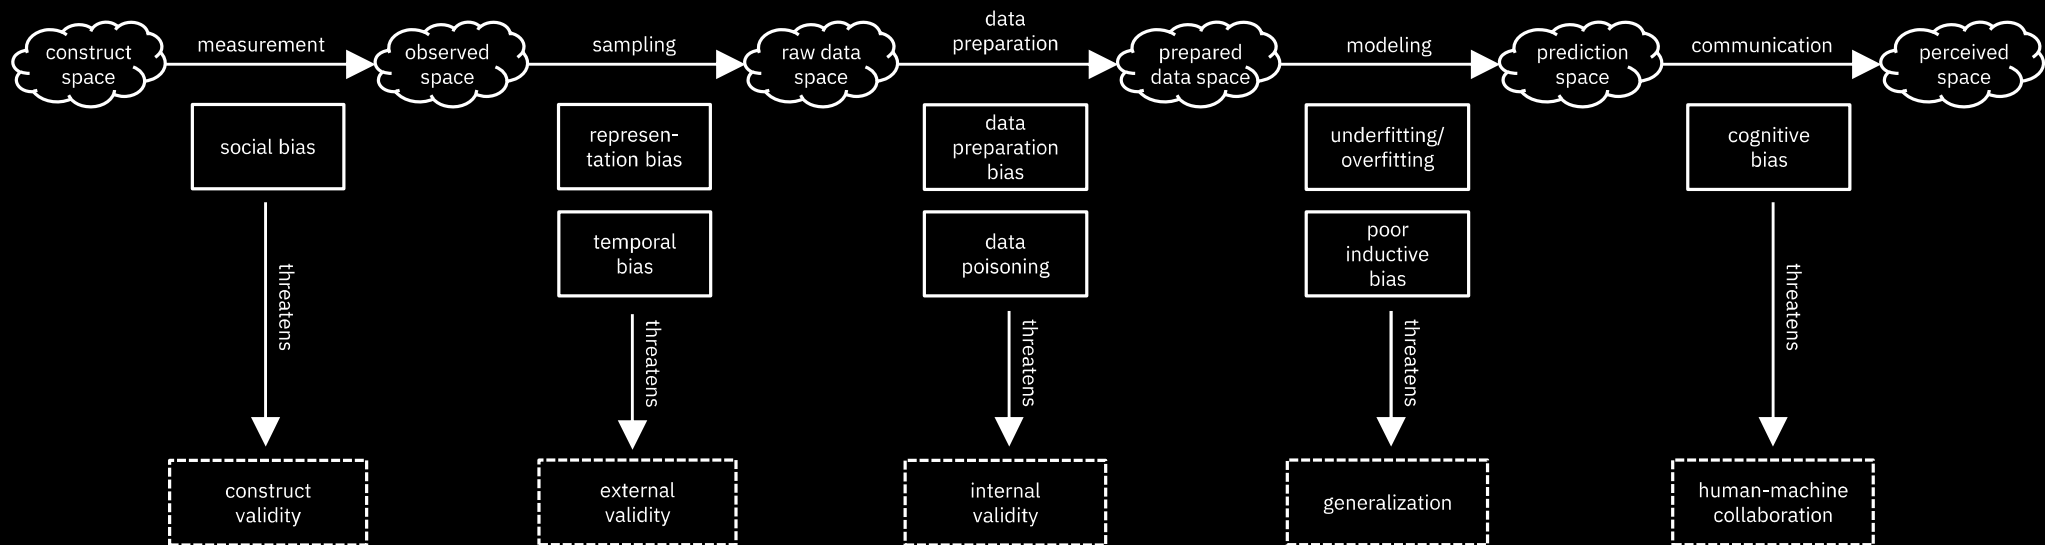 construct
space
measurement
observed
space
sampling
raw data
space
data
preparation
prepared
data space
modeling
prediction
space
communication
perceived
space
social bias
represen-
tation bias
data
preparation
bias
underfitting/
overfitting
cognitive
bias
temporal
bias
data
poisoning
poor
inductive
bias
threatens
threatens
threatens
threatens
threatens
construct
validity
external
validity
internal
validity
generalization
human-machine
collaboration